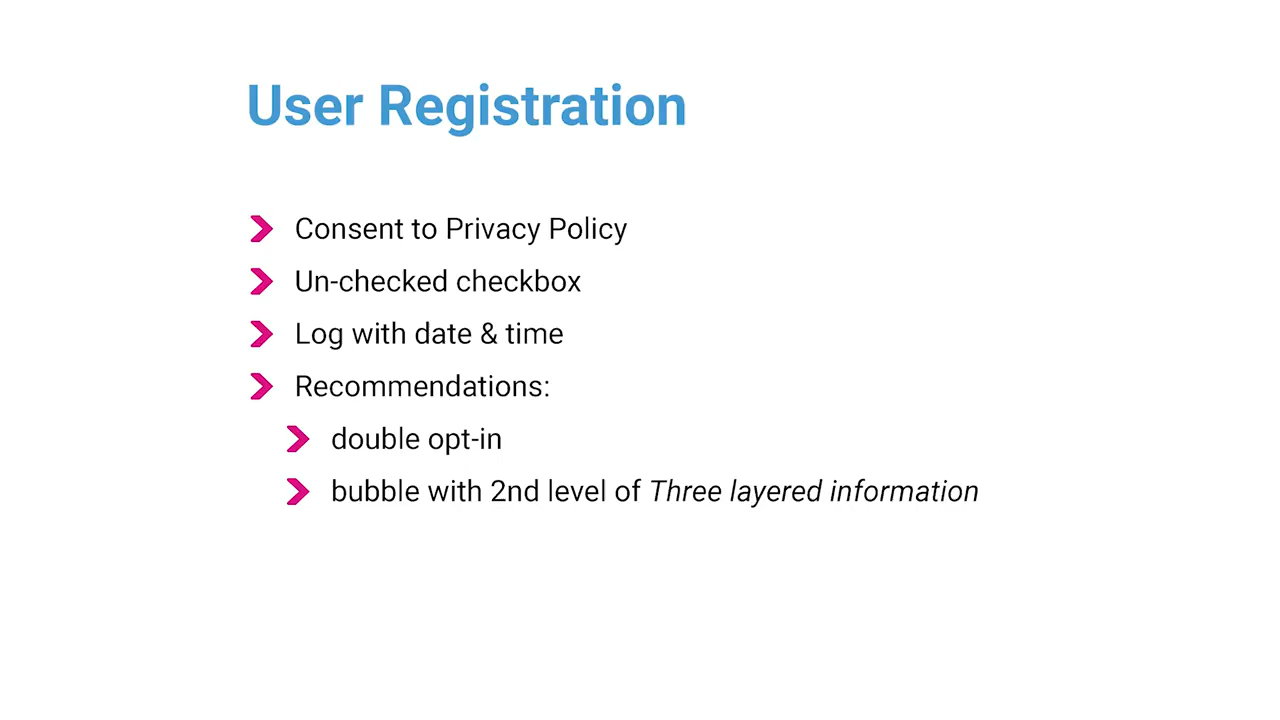 User Registration
Consent to Privacy Policy
Un-checked checkbox
Log with date & time
Recommendations:
double opt-in
bubble with 2nd level of Three layered information